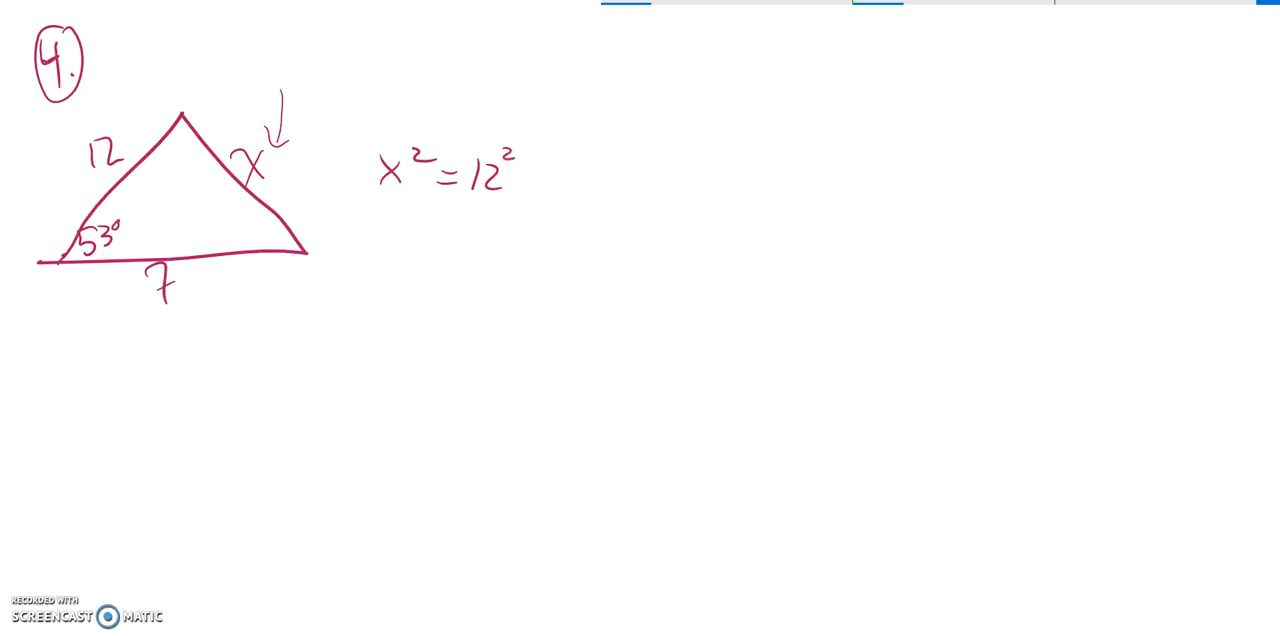 4.
12
x
x² = 12²
53°
7
RECORDED WITH
SCREENCAST MATIC